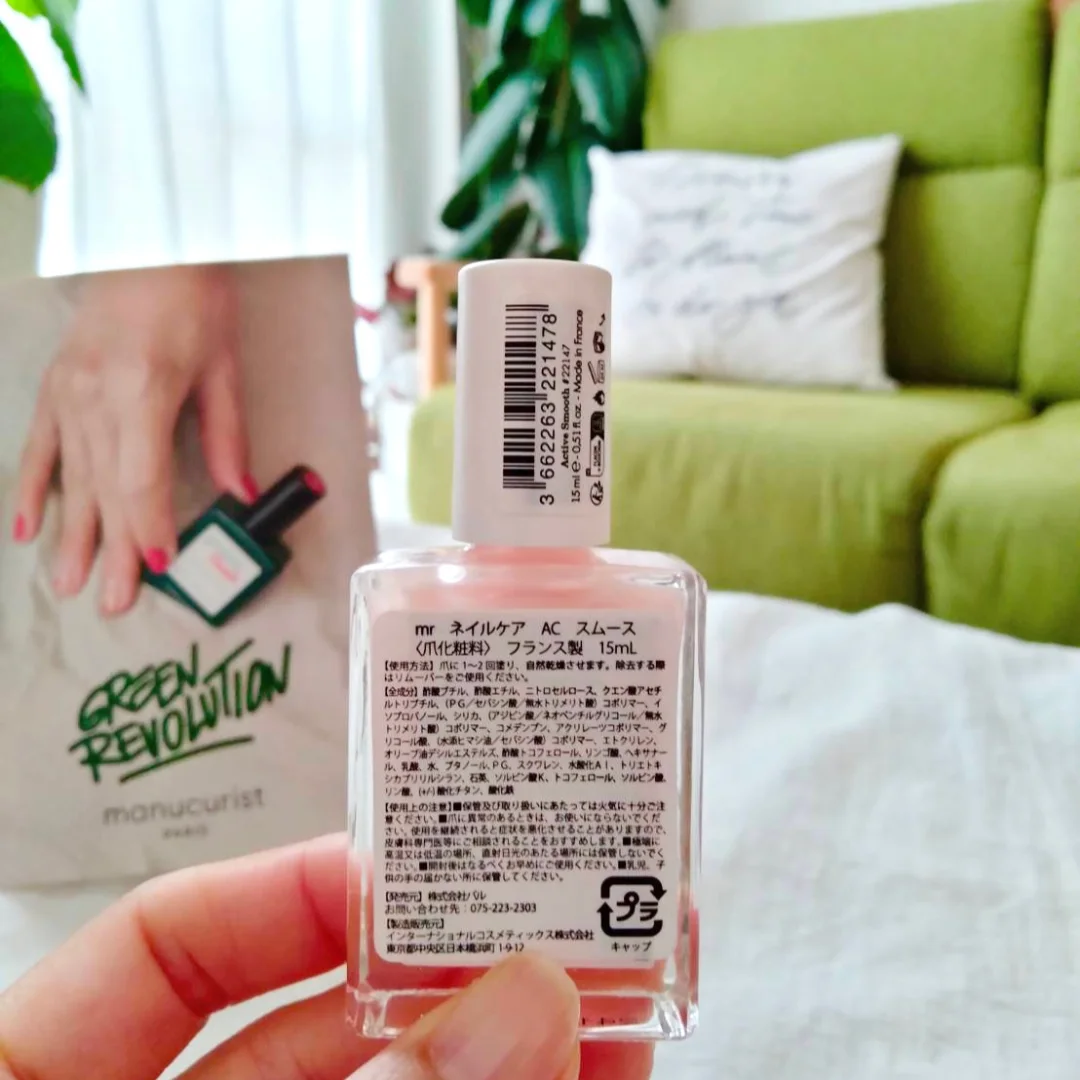 GREEN
REVOLUTION
manucurist
PARIS
3 662263 221478
Active Smooth #22147
15 ml e - 0.51 fl. oz. - Made in France
mr ネイルケア AC スムース
〈爪化粧料〉 フランス製 15mL
【使用方法】爪に1~2回塗り、自然乾燥させます。除去する際
はリムーバーをご使用ください。
【全成分】酢酸ブチル、酢酸エチル、ニトロセルロース、クエン酸アセチ
ルトリブチル、(PG/セバシン酸/無水トリメリト酸)コポリマー、イ
ソプロパノール、シリカ、(アジピン酸/ネオペンチルグリコール/無水
トリメリト酸)コポリマー、コメデンプン、アクリレーツコポリマー、グ
リコール酸、(水添ヒマシ油/セバシン酸)コポリマー、エトクリレン、
オリーブ油デシルエステルズ、酢酸トコフェロール、リンゴ酸、ヘキサナー
ル、乳酸、水、ブタノール、PG、スクワレン、水酸化Al、トリエトキ
シカプリリルシラン、石英、ソルビン酸K、トコフェロール、ソルビン酸、
リン酸、(+/-)酸化チタン、酸化鉄
【使用上の注意】■保管及び取り扱いにあたっては火気に十分ご注
意ください。■爪に異常のあるときは、お使いにならないでくだ
さい。使用を継続されると症状を悪化させることがありますので、
皮膚科専門医等にご相談されることをおすすめします。■極端に
高温又は低温の場所、直射日光のあたる場所には保管しないでく
ださい。■開封後はなるべくお早めにご使用ください。■乳児、子
供の手の届かない所に保管してください。
【発売元】株式会社パル
お問い合わせ先:075-223-2303
【製造販売元】
インターナショナルコスメティックス株式会社
東京都中央区日本橋浜町1-9-12
プラ
キャップ